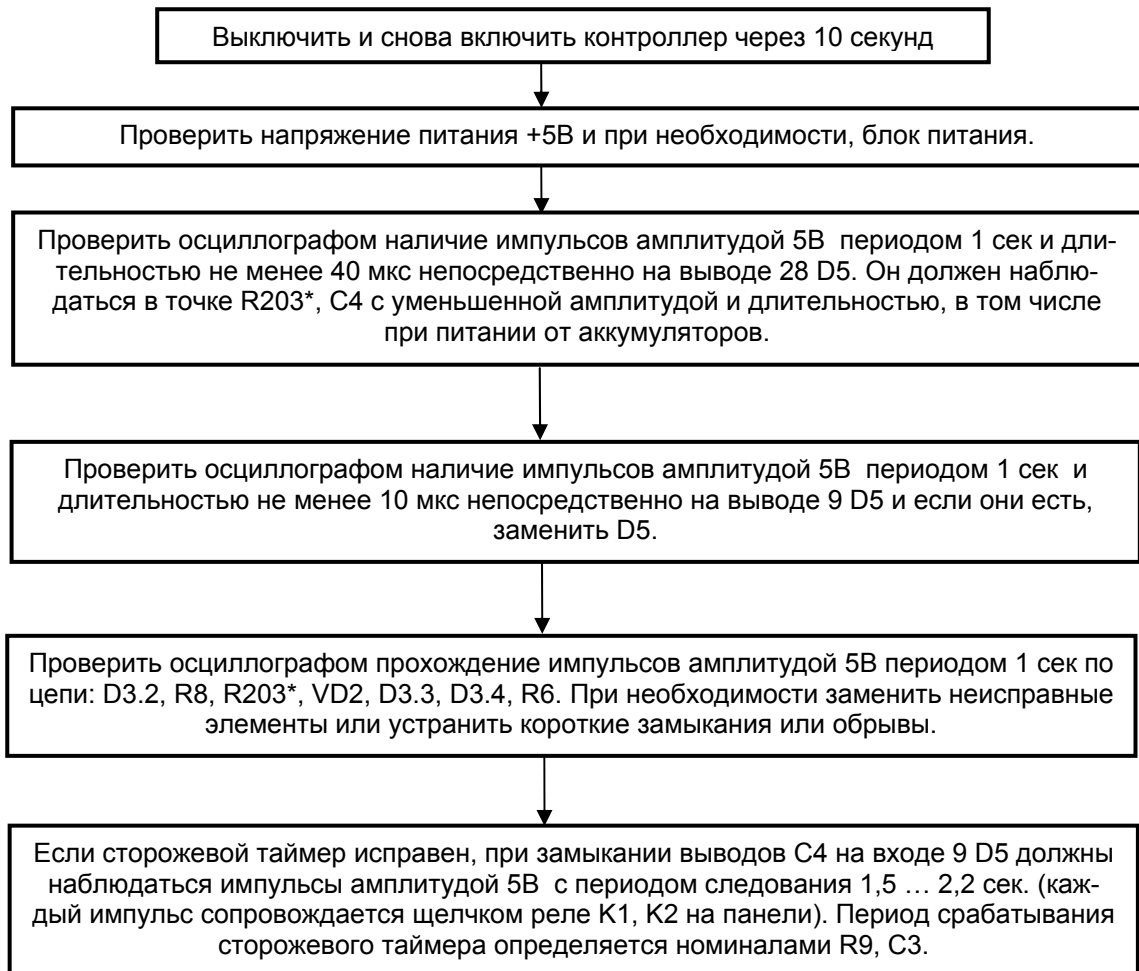 Выключить и снова включить контроллер через 10 секунд
Проверить напряжение питания +5В и при необходимости, блок питания.
Проверить осциллографом наличие импульсов амплитудой 5В периодом 1 сек и дли-
тельностью не менее 40 мкс непосредственно на выводе 28 D5. Он должен наблю-
даться в точке R203*, C4 с уменьшенной амплитудой и длительностью, в том числе
при питании от аккумуляторов.
Проверить осциллографом наличие импульсов амплитудой 5В периодом 1 сек и
длительностью не менее 10 мкс непосредственно на выводе 9 D5 и если они есть,
заменить D5.
Проверить осциллографом прохождение импульсов амплитудой 5В периодом 1 сек по
цепи: D3.2, R8, R203*, VD2, D3.3, D3.4, R6. При необходимости заменить неисправные
элементы или устранить короткие замыкания или обрывы.
Если сторожевой таймер исправен, при замыкании выводов С4 на входе 9 D5 должны
наблюдаться импульсы амплитудой 5В с периодом следования 1,5 … 2,2 сек. (каж-
дый импульс сопровождается щелчком реле K1, K2 на панели). Период срабатывания
сторожевого таймера определяется номиналами R9, C3.